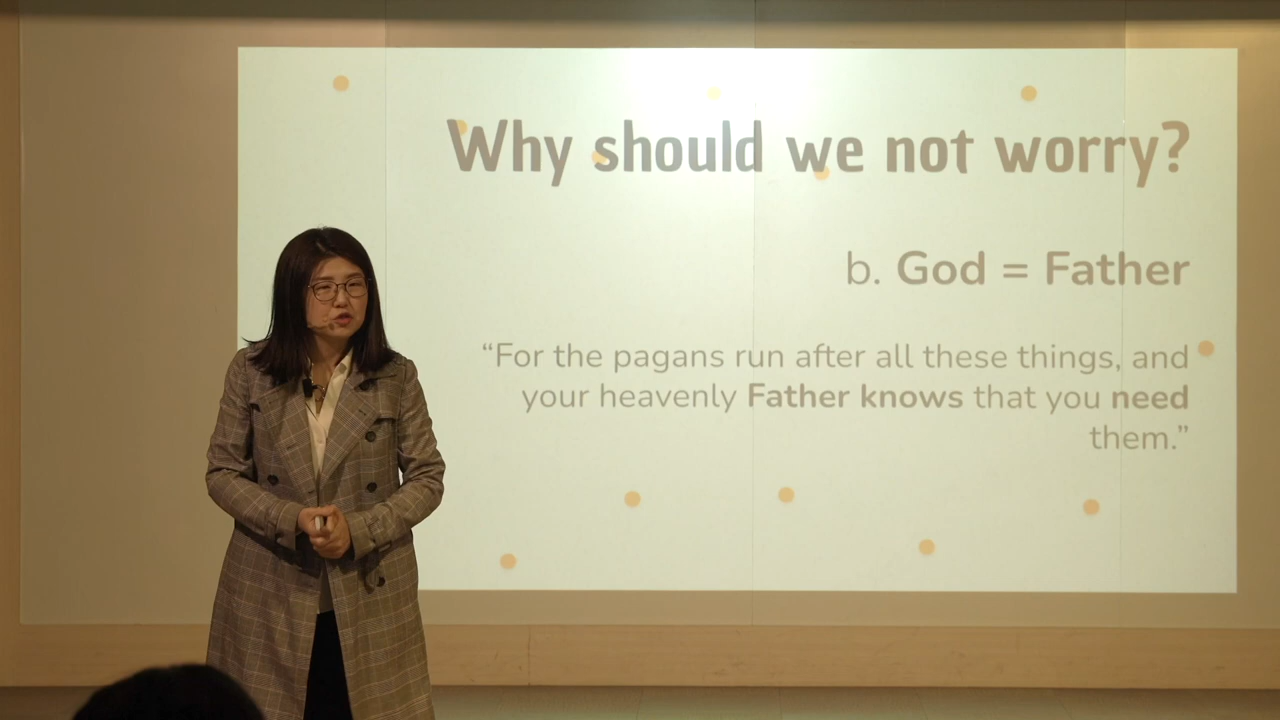 Why should we not worry?
b. God = Father
“For the pagans run after all these things, and
your heavenly Father knows that you need
them.”